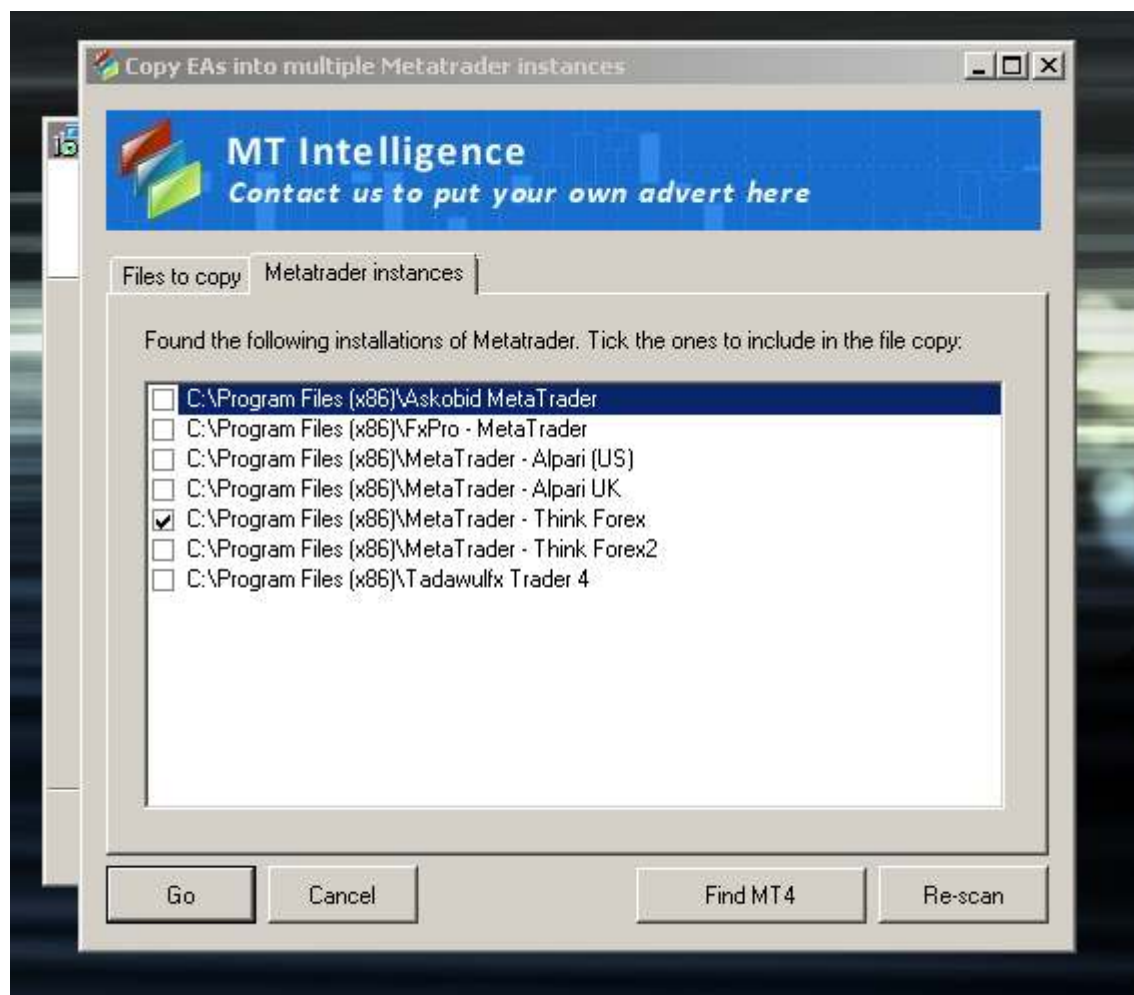 Copy EAs into multiple Metatrader instances
MT Intelligence
Contact us to put your own advert here
Files to copy
Metatrader instances
Found the following installations of Metatrader. Tick the ones to include in the file copy:
C:\Program Files (x86)\Askobid MetaTrader
C:\Program Files (x86)\FxPro - MetaTrader
C:\Program Files (x86)\MetaTrader - Alpari (US)
C:\Program Files (x86)\MetaTrader - Alpari UK
C:\Program Files (x86)\MetaTrader - Think Forex
C:\Program Files (x86)\MetaTrader - Think Forex2
C:\Program Files (x86)\Tadawulfx Trader 4
Go
Cancel
Find MT4
Re-scan